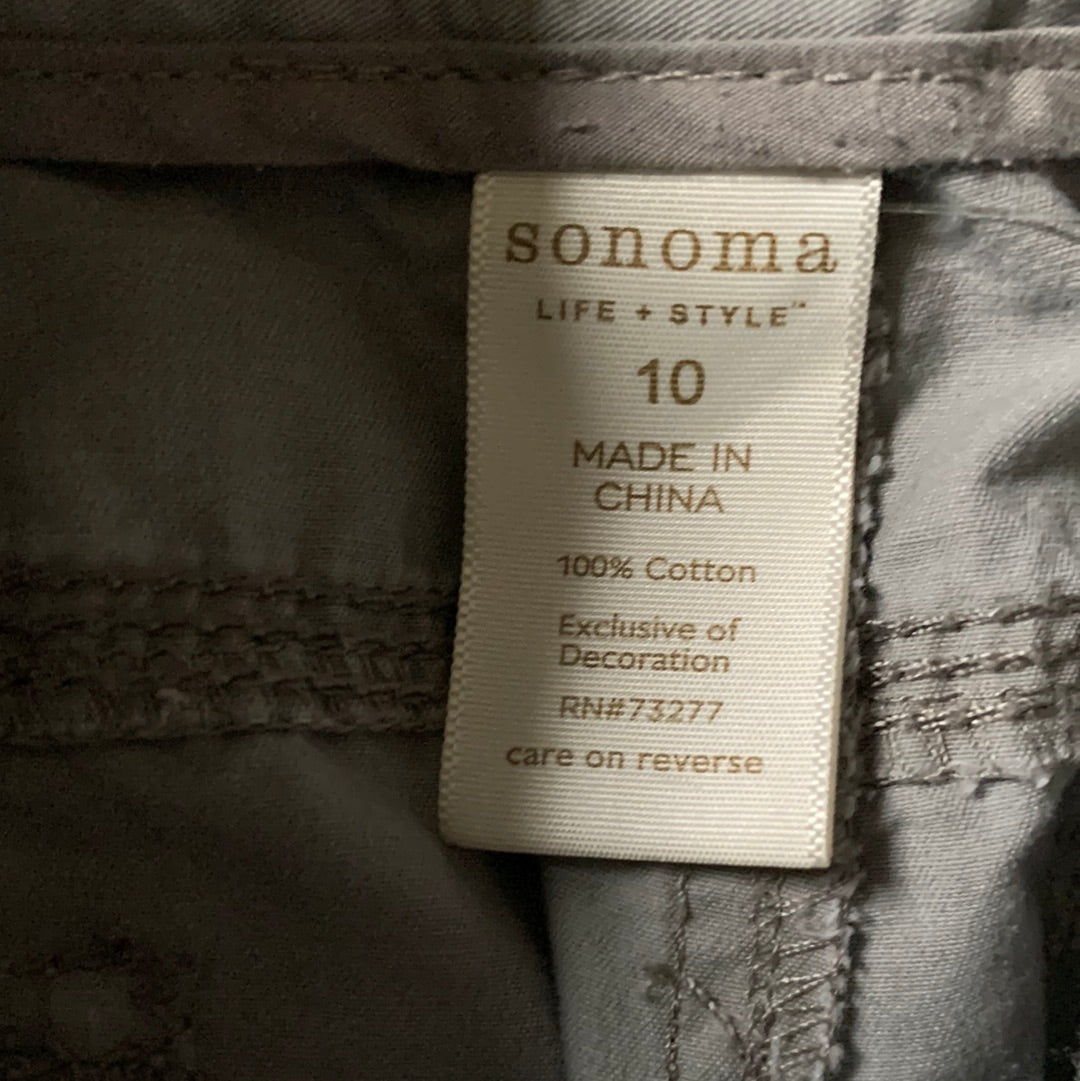 sonoma
LIFE + STYLE™
10
MADE IN
CHINA
100% Cotton
Exclusive of
Decoration
RN#73277
care on reverse